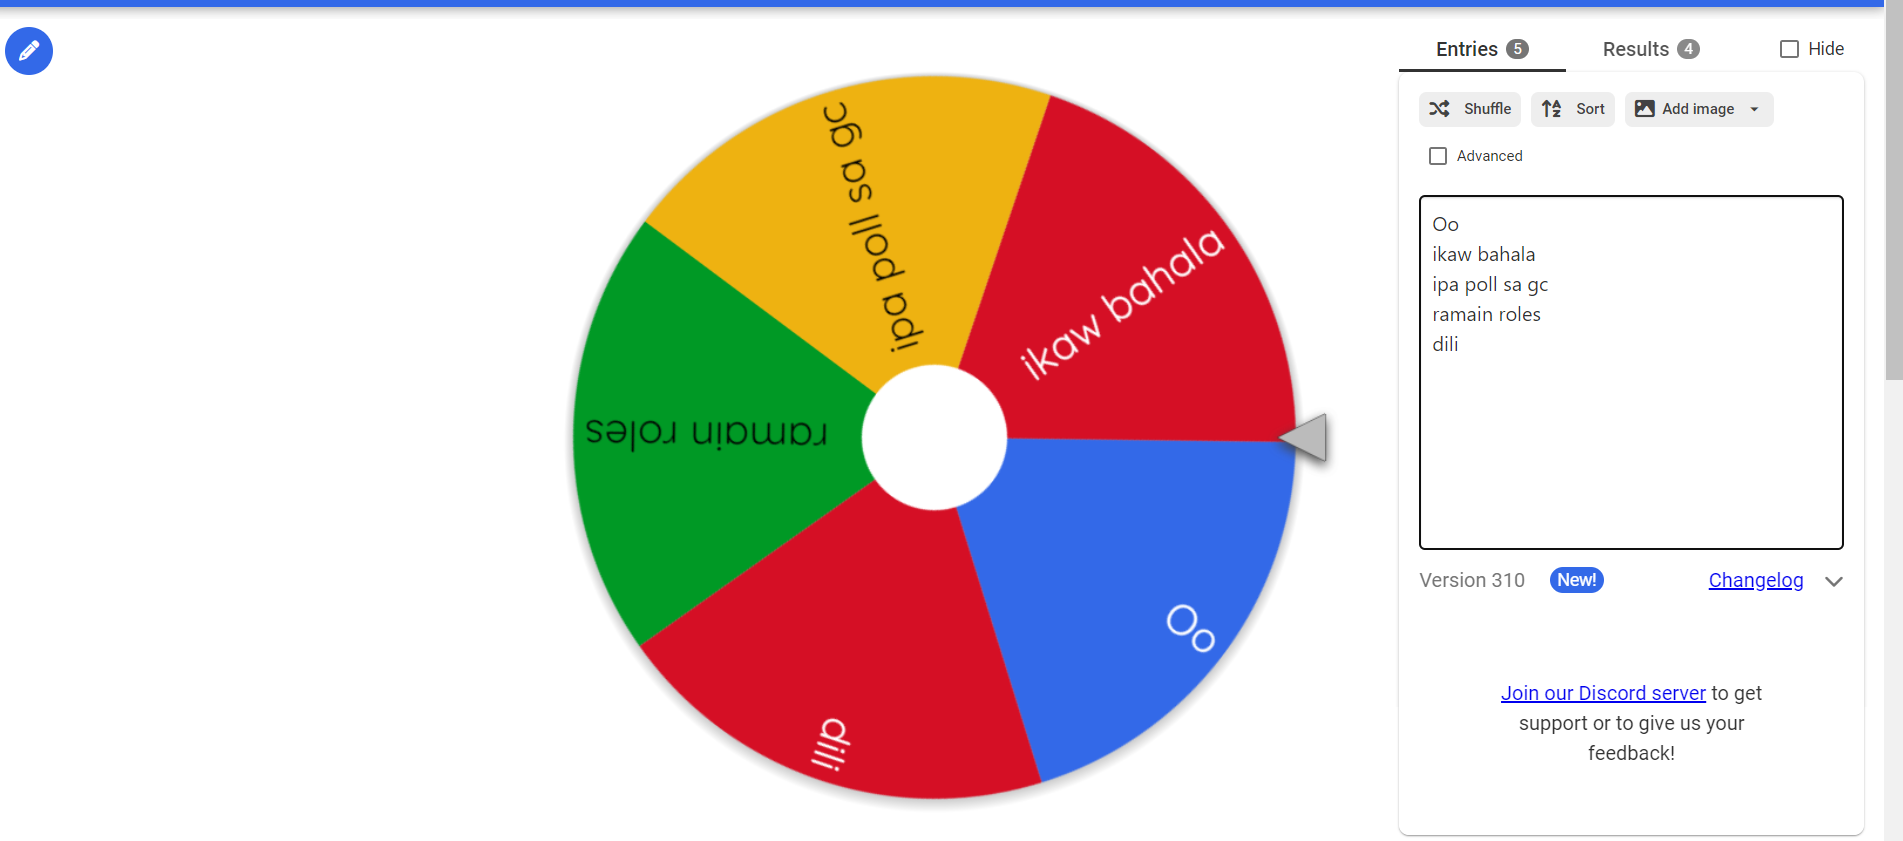 Entries 5
Results 4
Hide
Shuffle
Sort
Add image
Advanced
Oo
ikaw bahala
ipa poll sa gc
ramain roles
dili
Version 310 New! Changelog
Join our Discord server to get
support or to give us your
feedback!
ipa poll sa gc
ikaw bahala
ramain roles
Oo
dili